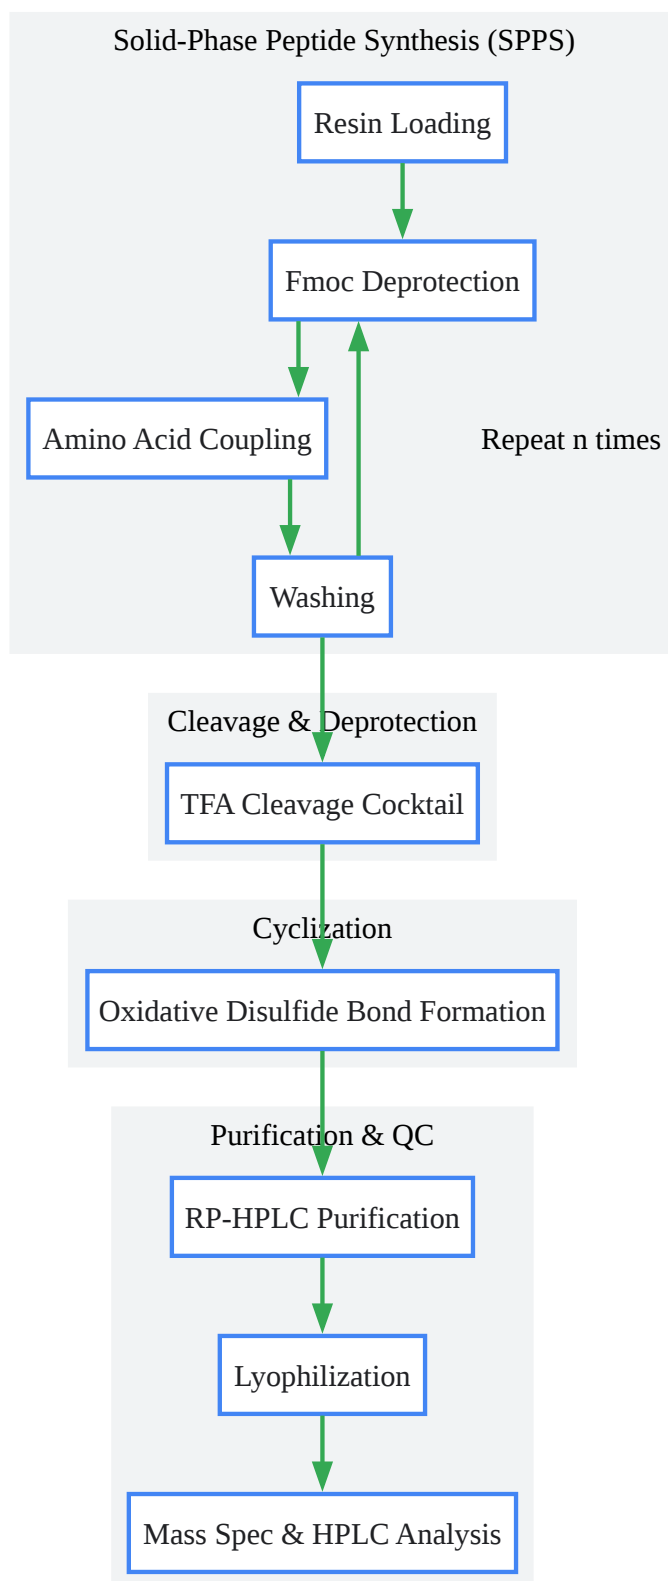 Solid-Phase Peptide Synthesis (SPPS)
Resin Loading
Fmoc Deprotection
Amino Acid Coupling
Repeat n times
Washing
Cleavage & Deprotection
TFA Cleavage Cocktail
Cyclization
Oxidative Disulfide Bond Formation
Purification & QC
RP-HPLC Purification
Lyophilization
Mass Spec & HPLC Analysis